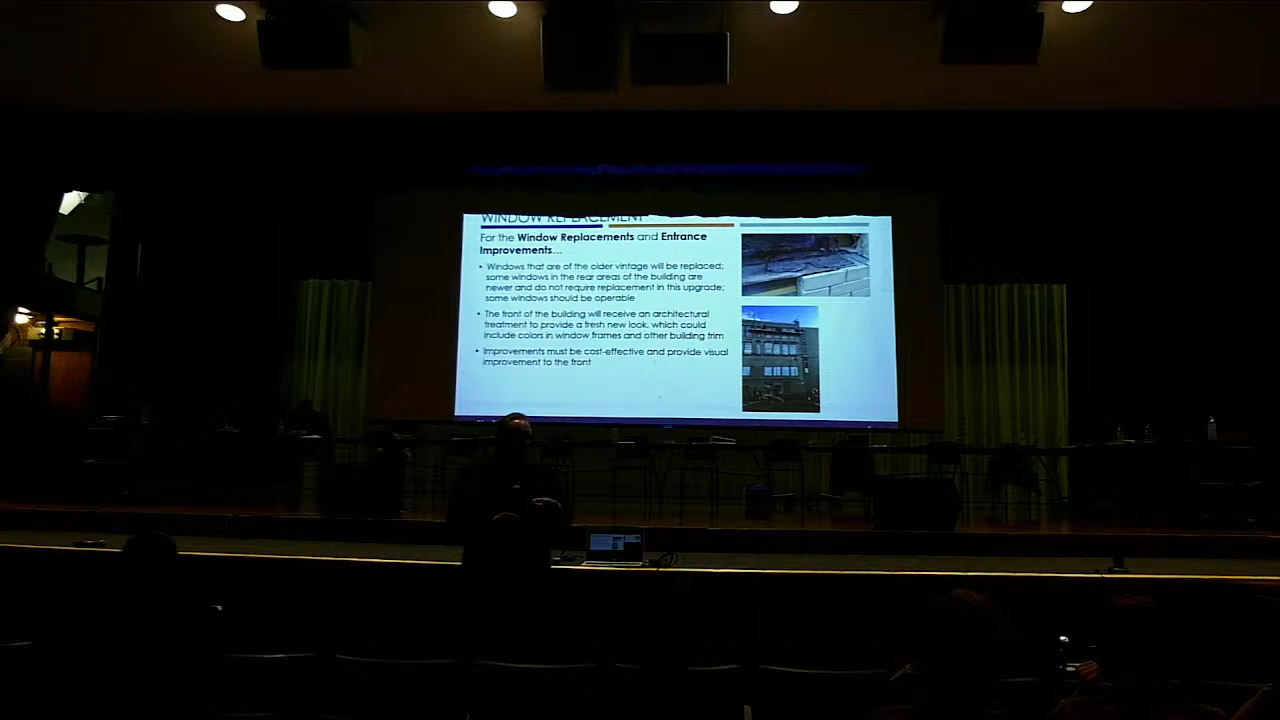 WINDOW REPLACEMENT
For the Window Replacements and Entrance
Improvements...
• Windows that are of the older vintage will be replaced;
some windows in the rear areas of the building are
newer and do not require replacement in this upgrade;
some windows should be operable
• The front of the building will receive an architectural
treatment to provide a fresh new look, which could
include colors in window frames and other building trim
• Improvements must be cost-effective and provide visual
improvement to the front